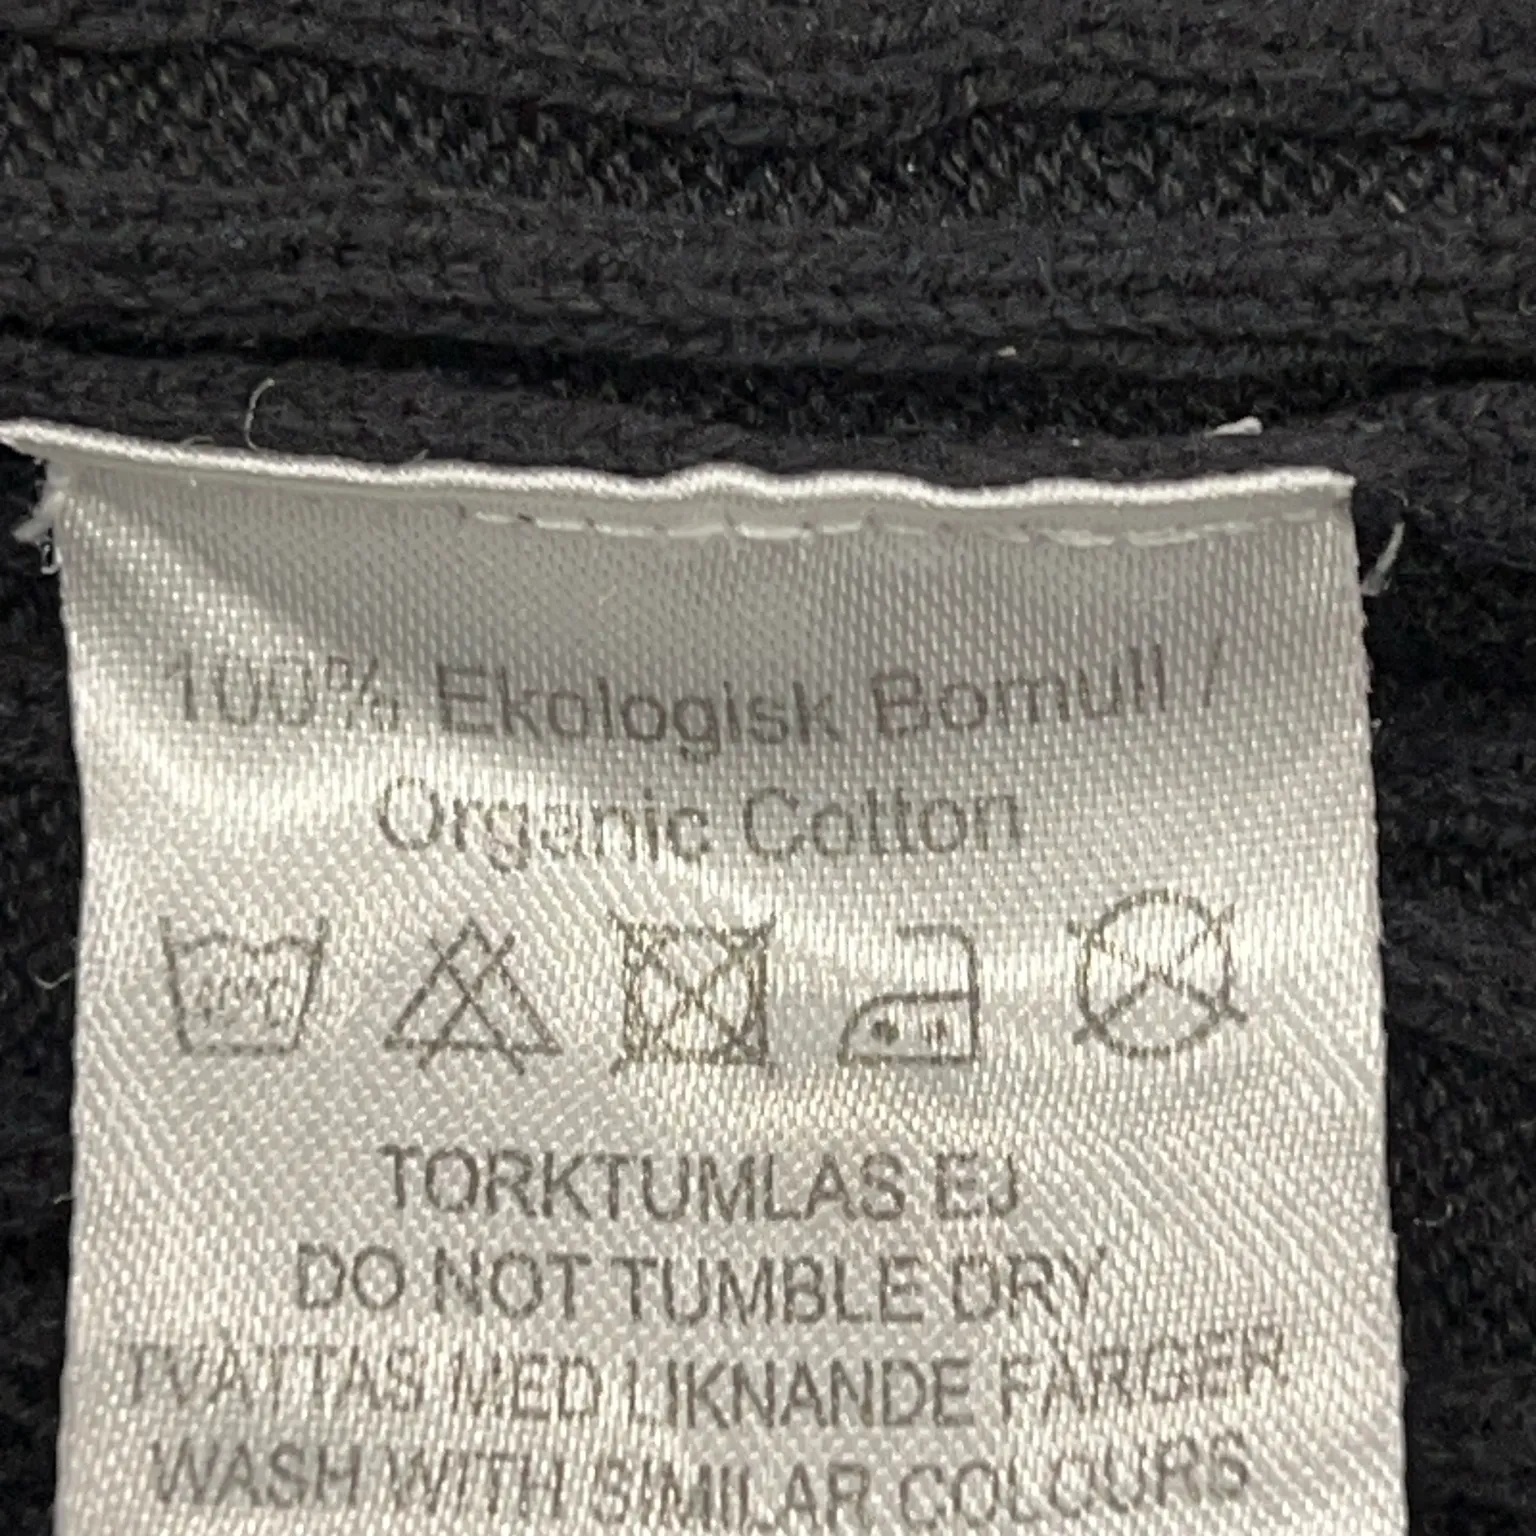 100% Ekologisk Bomull /
Organic Cotton
40°C
TORKTUMLAS EJ
DO NOT TUMBLE DRY
TVÄTTAS MED LIKNANDE FÄRGER
WASH WITH SIMILAR COLOURS